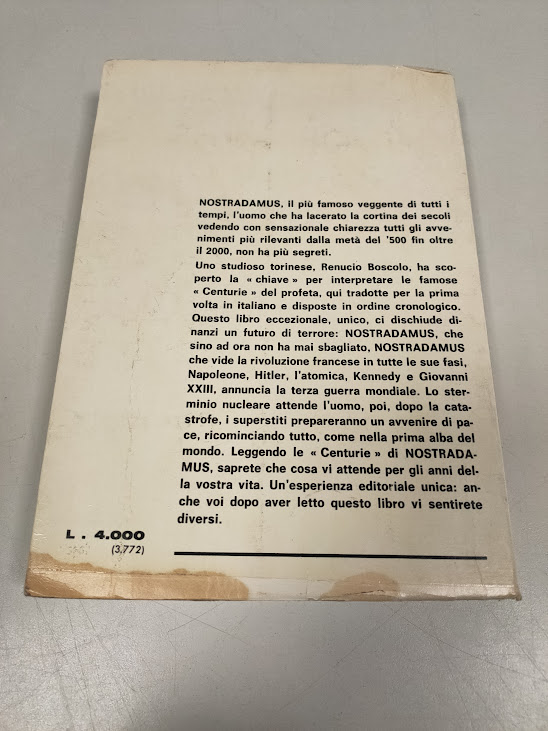 NOSTRADAMUS, il più famoso veggente di tutti i
tempi, l'uomo che ha lacerato la cortina dei secoli
vedendo con sensazionale chiarezza tutti gli avve-
nimenti più rilevanti dalla metà del '500 fin oltre
il 2000, non ha più segreti.
Uno studioso torinese, Renucio Boscolo, ha sco-
perto la « chiave » per interpretare le famose
« Centurie » del profeta, qui tradotte per la prima
volta in italiano e disposte in ordine cronologico.
Questo libro eccezionale, unico, ci dischiude di-
nanzi un futuro di terrore: NOSTRADAMUS, che
sino ad ora non ha mai sbagliato, NOSTRADAMUS
che vide la rivoluzione francese in tutte le sue fasi,
Napoleone, Hitler, l'atomica, Kennedy e Giovanni
XXIII, annuncia la terza guerra mondiale. Lo ster-
minio nucleare attende l'uomo, poi, dopo la cata-
strofe, i superstiti prepareranno un avvenire di pa-
ce, ricominciando tutto, come nella prima alba del
mondo. Leggendo le « Centurie » di NOSTRADA-
MUS, saprete che cosa vi attende per gli anni del-
la vostra vita. Un'esperienza editoriale unica: an-
che voi dopo aver letto questo libro vi sentirete
diversi.
L. 4.000
(3.772)